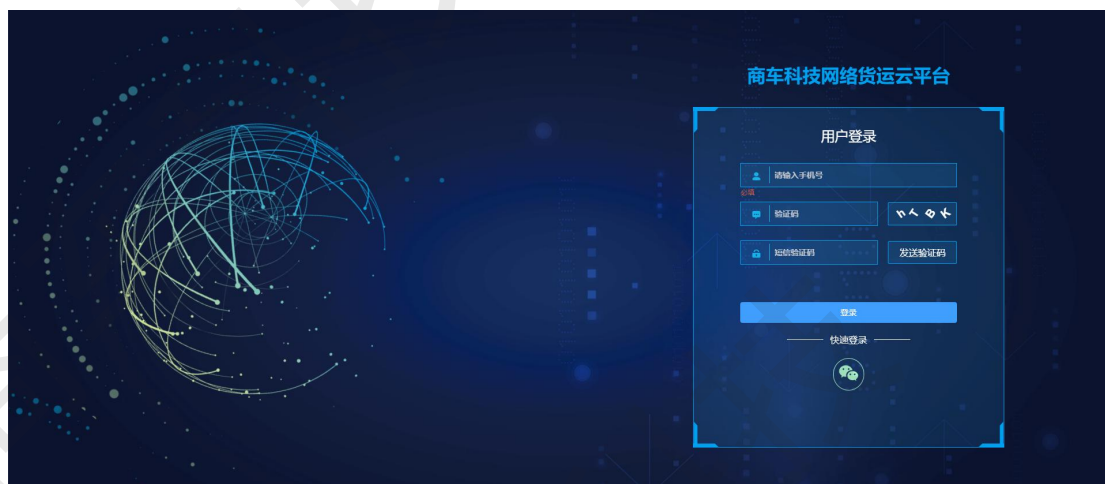 商车科技网络货运云平台
用户登录
请输入手机号
必填
验证码
短信验证码 发送验证码
登录
快速登录